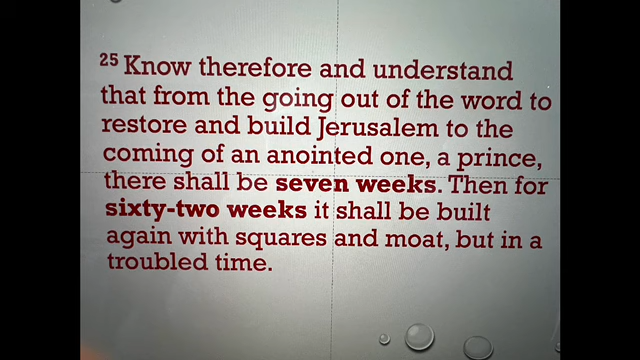 25 Know therefore and understand
that from the going out of the word to
restore and build Jerusalem to the
coming of an anointed one, a prince,
there shall be seven weeks. Then for
sixty-two weeks it shall be built
again with squares and moat, but in a
troubled time.